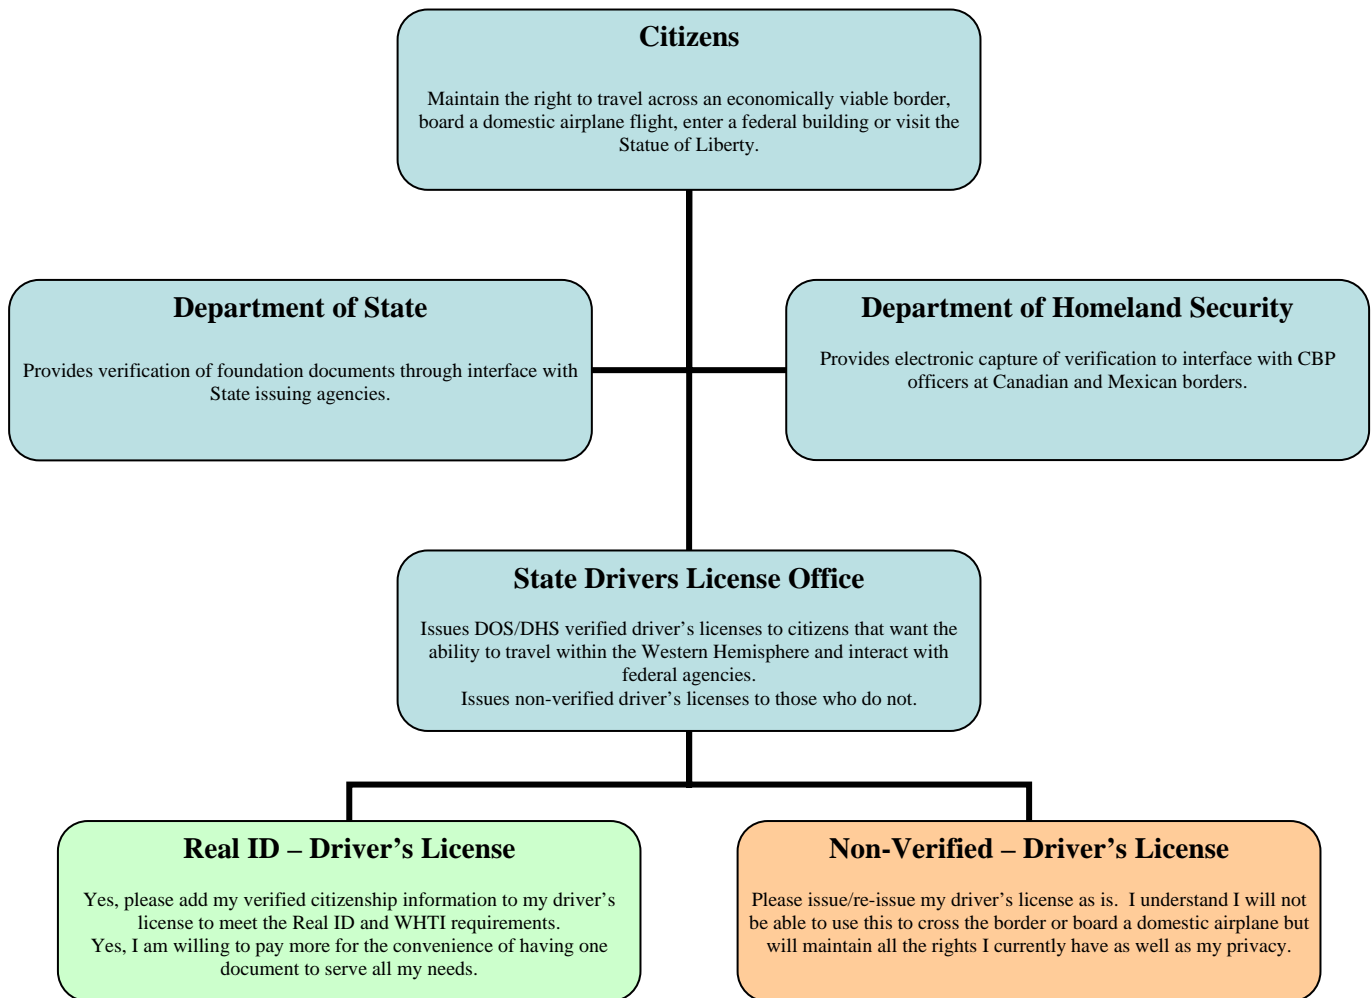 Citizens
Maintain the right to travel across an economically viable border,
board a domestic airplane flight, enter a federal building or visit the
Statue of Liberty.
Department of State
Provides verification of foundation documents through interface with
State issuing agencies.
Department of Homeland Security
Provides electronic capture of verification to interface with CBP
officers at Canadian and Mexican borders.
State Drivers License Office
Issues DOS/DHS verified driver’s licenses to citizens that want the
ability to travel within the Western Hemisphere and interact with
federal agencies.
Issues non-verified driver’s licenses to those who do not.
Real ID – Driver’s License
Yes, please add my verified citizenship information to my driver’s
license to meet the Real ID and WHTI requirements.
Yes, I am willing to pay more for the convenience of having one
document to serve all my needs.
Non-Verified – Driver’s License
Please issue/re-issue my driver’s license as is.  I understand I will not
be able to use this to cross the border or board a domestic airplane but
will maintain all the rights I currently have as well as my privacy.